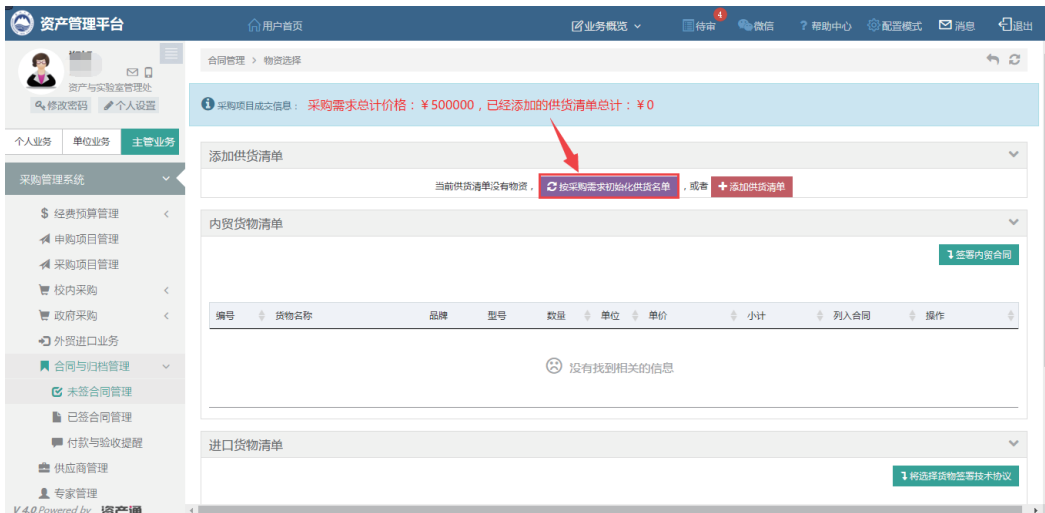 资产管理平台
用户首页
业务概览
待审
4
微信
? 帮助中心
配置模式
消息
退出
资产与实验室管理处
修改密码
个人设置
个人业务
单位业务
主管业务
采购管理系统
$ 经费预算管理
申购项目管理
采购项目管理
校内采购
政府采购
外贸进口业务
合同与归档管理
未签合同管理
已签合同管理
付款与验收提醒
供应商管理
专家管理
V 4.0 Powered by 资产通
合同管理 > 物资选择
采购项目成交信息： 采购需求总计价格：￥500000，已经添加的供货清单总计：￥0
添加供货清单
当前供货清单没有物资， 按采购需求初始化供货名单 ，或者 添加供货清单
内贸货物清单
签署内贸合同
编号 货物名称 品牌 型号 数量 单位 单价 小计 列入合同 操作
没有找到相关的信息
进口货物清单
将选择货物签署技术协议